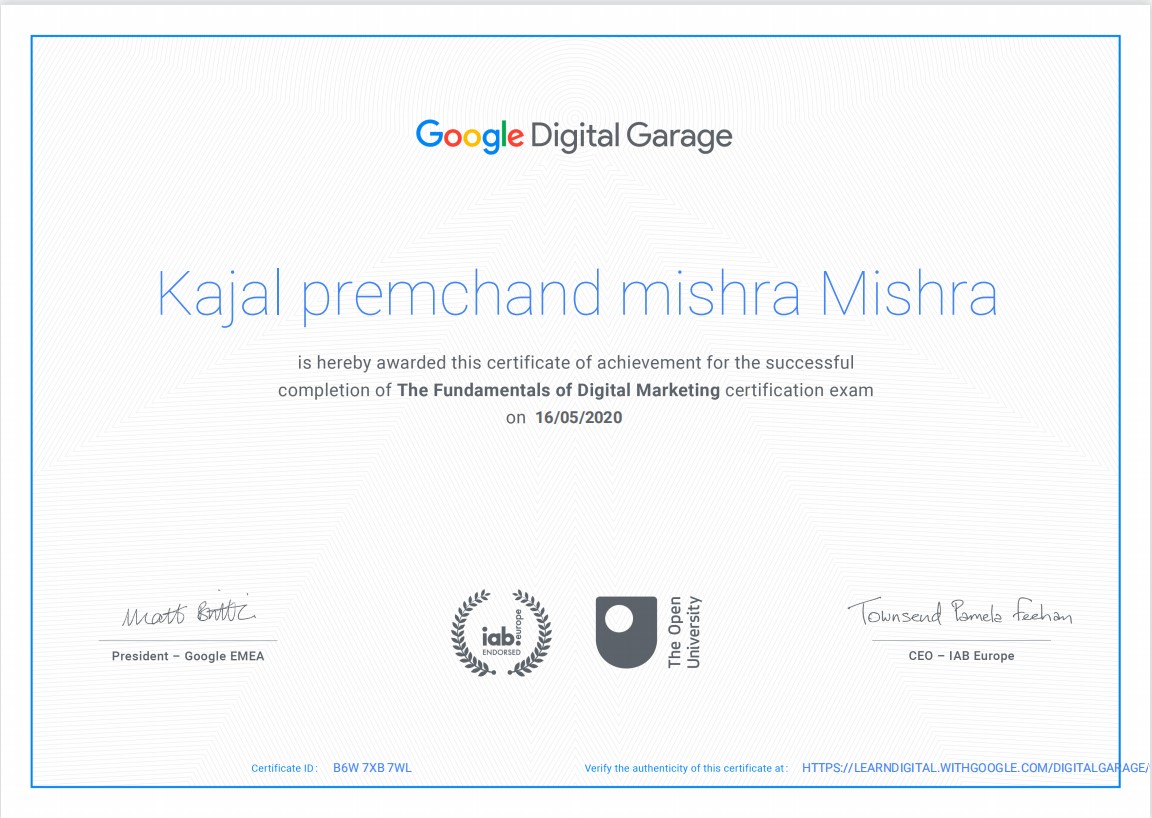 Google Digital Garage
Kajal premchand mishra Mishra
is hereby awarded this certificate of achievement for the successful
completion of The Fundamentals of Digital Marketing certification exam
on 16/05/2020
Matt Brittin
President – Google EMEA
iab.europe
ENDORSED
The Open
University
Townsend Pamela Feehan
CEO – IAB Europe
Certificate ID: B6W 7XB 7WL
Verify the authenticity of this certificate at: HTTPS://LEARNDIGITAL.WITHGOOGLE.COM/DIGITALGARAGE/